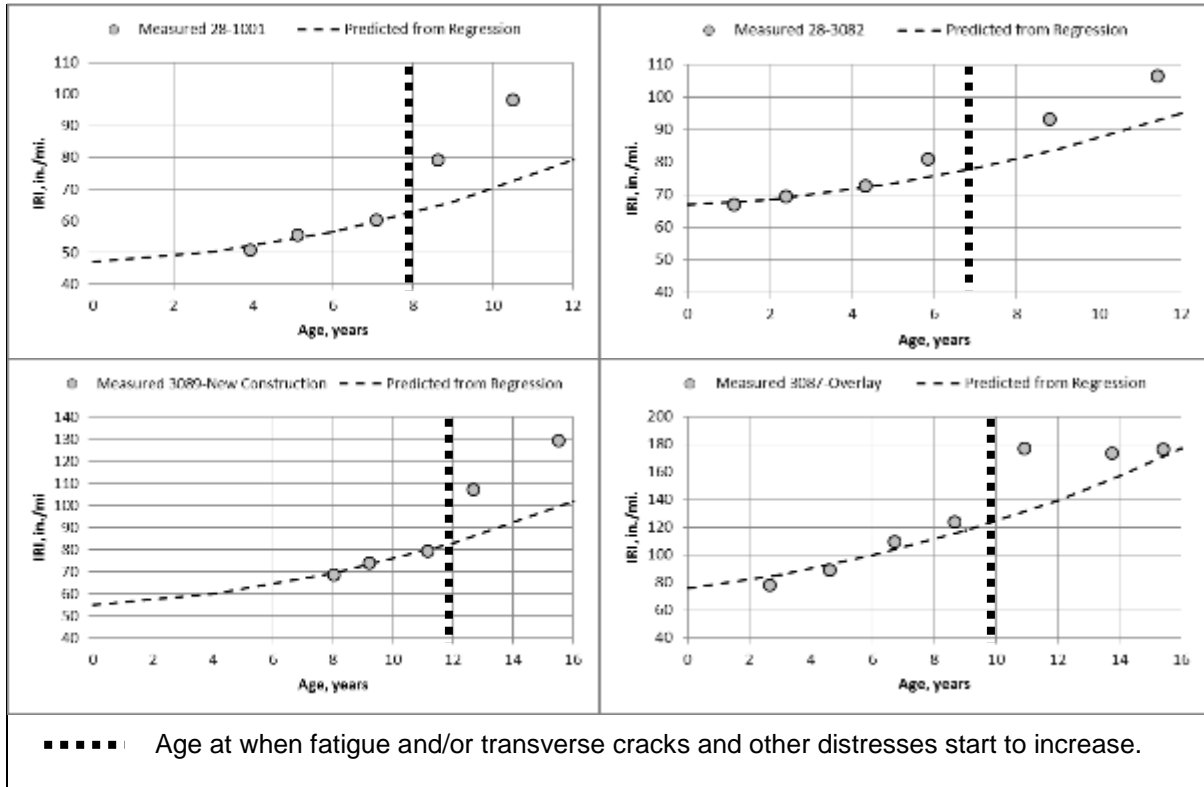 Measured 28-1001 Predicted from Regression
110
100
90
80
70
60
50
40
IRI, in./mi.
0 2 4 6 8 10 12
Age, years
Measured 28-3082 Predicted from Regression
110
100
90
80
70
60
50
40
IRI, in./mi.
0 2 4 6 8 10 12
Age, years
Measured 3089-New Construction Predicted from Regression
140
130
120
110
100
90
80
70
60
50
40
IRI, in./mi
0 2 4 6 8 10 12 14 16
Age, years
Measured 3087-Overlay Predicted from Regression
200
180
160
140
120
100
80
60
40
IRI, in./mi.
0 2 4 6 8 10 12 14 16
Age, years
Age at when fatigue and/or transverse cracks and other distresses start to increase.